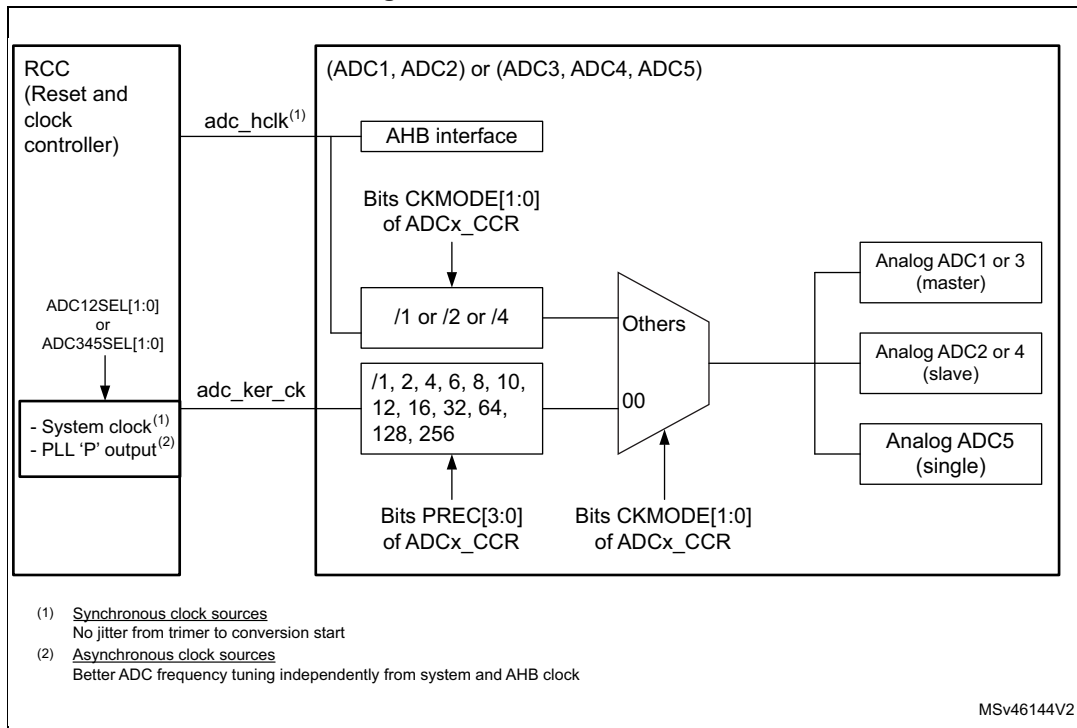 RCC
(Reset and
clock
controller)
adc_hclk(1)
(ADC1, ADC2) or (ADC3, ADC4, ADC5)
AHB interface
Bits CKMODE[1:0]
of ADCx_CCR
/1 or /2 or /4
Others
00
ADC12SEL[1:0]
or
ADC345SEL[1:0]
- System clock(1)
- PLL ‘P’ output(2)
adc_ker_ck
/1, 2, 4, 6, 8, 10,
12, 16, 32, 64,
128, 256
Bits PREC[3:0]
of ADCx_CCR
Bits CKMODE[1:0]
of ADCx_CCR
Analog ADC1 or 3
(master)
Analog ADC2 or 4
(slave)
Analog ADC5
(single)
(1) Synchronous clock sources
No jitter from trimer to conversion start
(2) Asynchronous clock sources
Better ADC frequency tuning independently from system and AHB clock
MSv46144V2